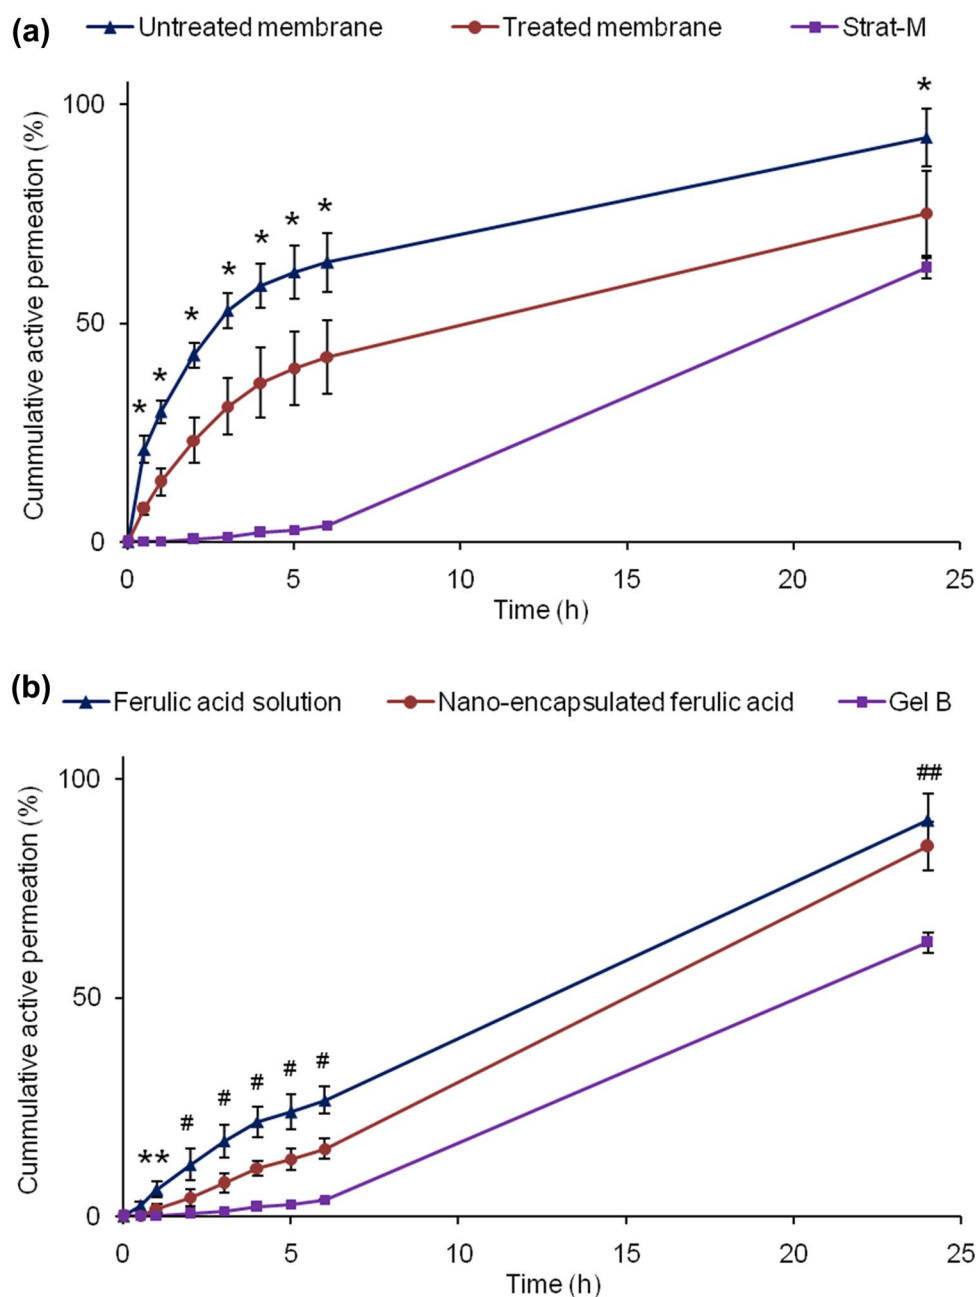 (a)
Untreated membrane Treated membrane Strat-M
Cummulative active permeation (%)
100
50
0
* * * * * * * *
0 5 10 15 20 25
Time (h)
(b)
Ferulic acid solution Nano-encapsulated ferulic acid Gel B
Cummulative active permeation (%)
100
50
0
** # # # # # ##
0 5 10 15 20 25
Time (h)